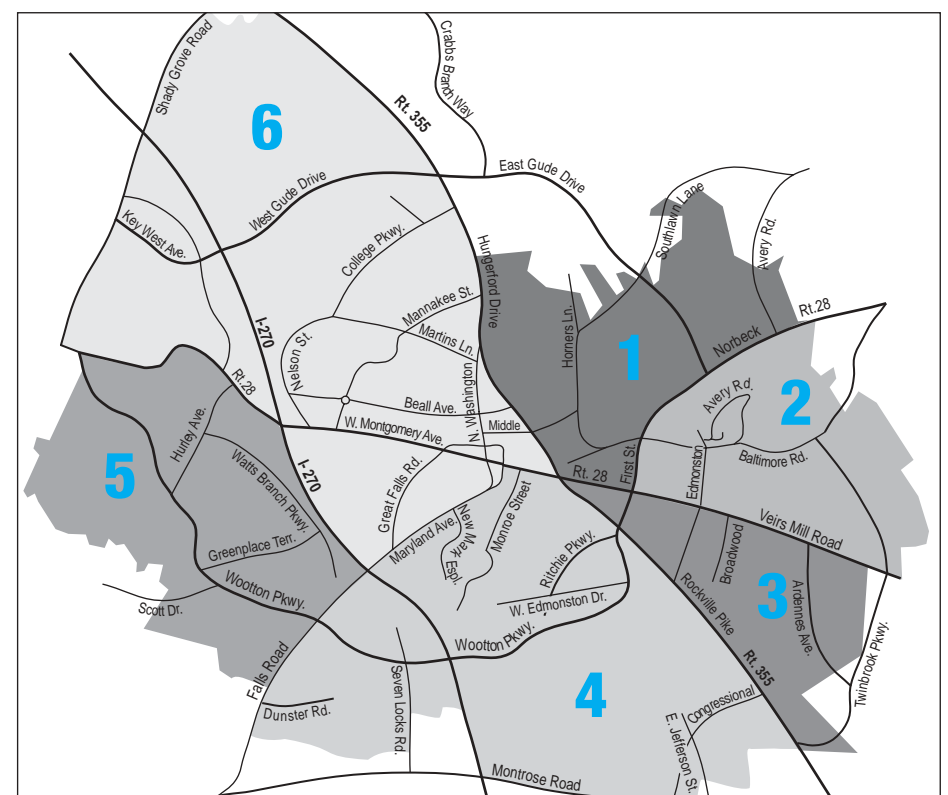 Shady Grove Road
Crabbs Branch Way
Rt. 355
6
East Gude Drive
West Gude Drive
Southlawn Lane
Key West Ave.
College Pkwy.
Avery Rd.
Hungerford Drive
Mannakee St.
Rt.28
I-270
Martins Ln.
Horners Ln.
Norbeck
1
Nelson St.
Rt.28
N. Washington
Avery Rd.
2
Beall Ave.
Hurley Ave.
W. Montgomery Ave.
Middle
First St.
Baltimore Rd.
5
Watts Branch Pkwy.
I-270
Great Falls Rd.
Rt. 28
Edmonston
Veirs Mill Road
Maryland Ave.
New Mark Espl.
Monroe Street
Greenplace Terr.
Ritchie Pkwy.
Broadwood
Rockville Pike
3
Ardennes Ave.
Wootton Pkwy.
Scott Dr.
W. Edmonston Dr.
Wootton Pkwy.
Twinbrook Pkwy.
Falls Road
Seven Locks Rd.
4
Rt. 355
Dunster Rd.
Congressional
E. Jefferson St.
Montrose Road